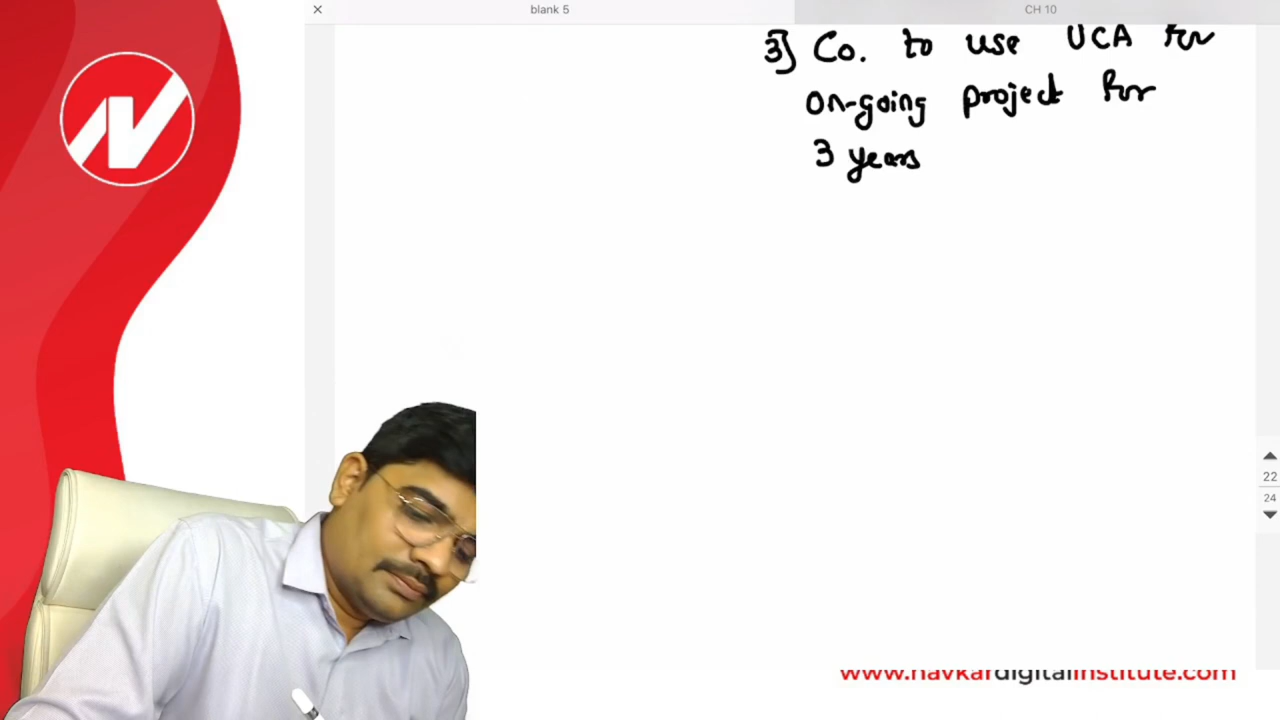 blank 5
CH 10
3] Co. to use UCA for
on-going project for
3 years
22
24
www.navkardigitalinstitute.com